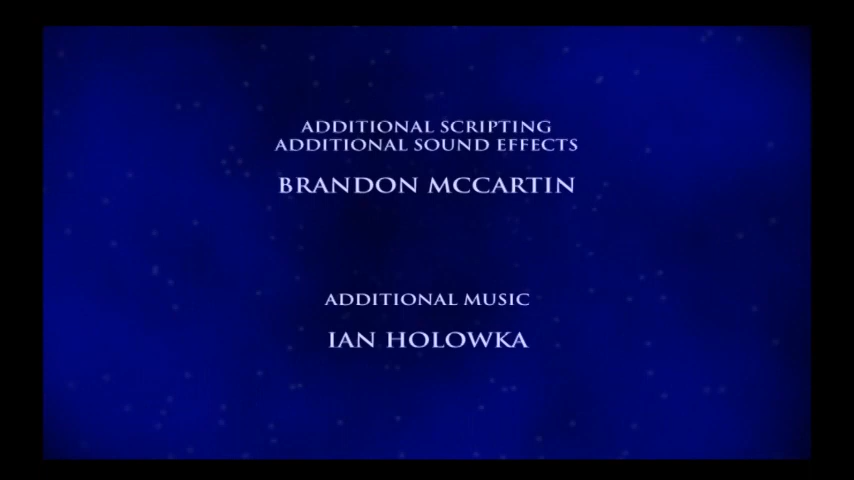 ADDITIONAL SCRIPTING
ADDITIONAL SOUND EFFECTS
BRANDON MCCARTIN
ADDITIONAL MUSIC
IAN HOLOWKA